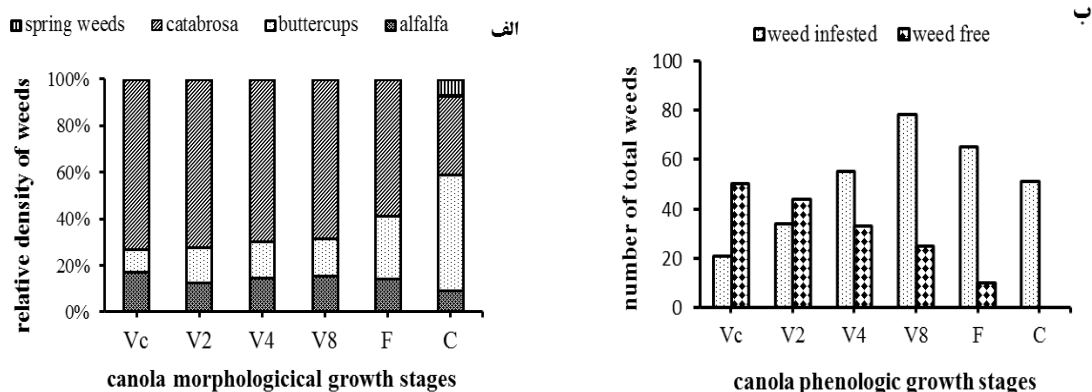 spring weeds catabrosa buttercups alfalfa
الف
relative density of weeds
100%
80%
60%
40%
20%
0%
Vc V2 V4 V8 F C
canola morphologicical growth stages
ب
weed infested weed free
number of total weeds
100
80
60
40
20
0
Vc V2 V4 V8 F C
canola phenologic growth stages